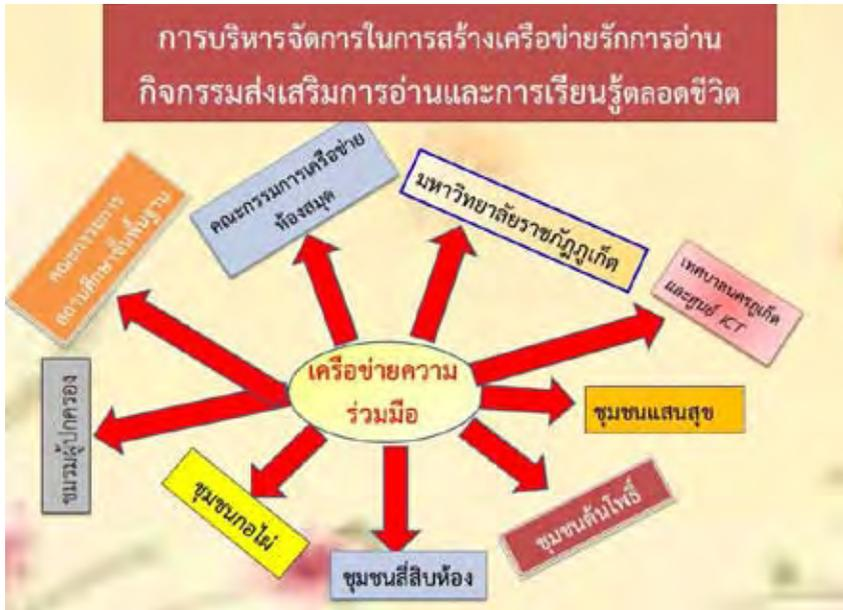 การบริหารจัดการในการสร้างเครือข่ายรักการอ่าน
กิจกรรมส่งเสริมการอ่านและการเรียนรู้ตลอดชีวิต
คณะกรรมการ
สถานศึกษาขั้นพื้นฐาน
คณะกรรมการเครือข่าย
ห้องสมุด
มหาวิทยาลัยราชภัฏภูเก็ต
เทศบาลนครภูเก็ต
และศูนย์ ICT
เครือข่ายความ
ร่วมมือ
ชมรมผู้ปกครอง
ชุมชนแสนสุข
ชุมชนกอไผ่
ชุมชนต้นโพธิ์
ชุมชนสี่สิบห้อง